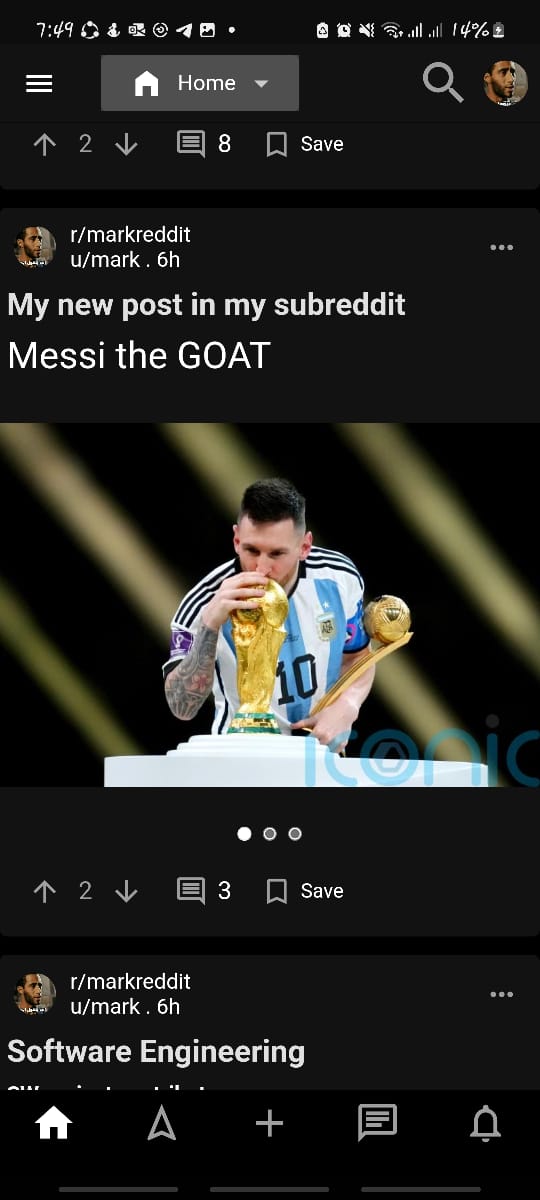 7:49
14%
Home
2
8
Save
r/markreddit
u/mark . 6h
My new post in my subreddit
Messi the GOAT
AFA
10
iconic
2
3
Save
r/markreddit
u/mark . 6h
Software Engineering